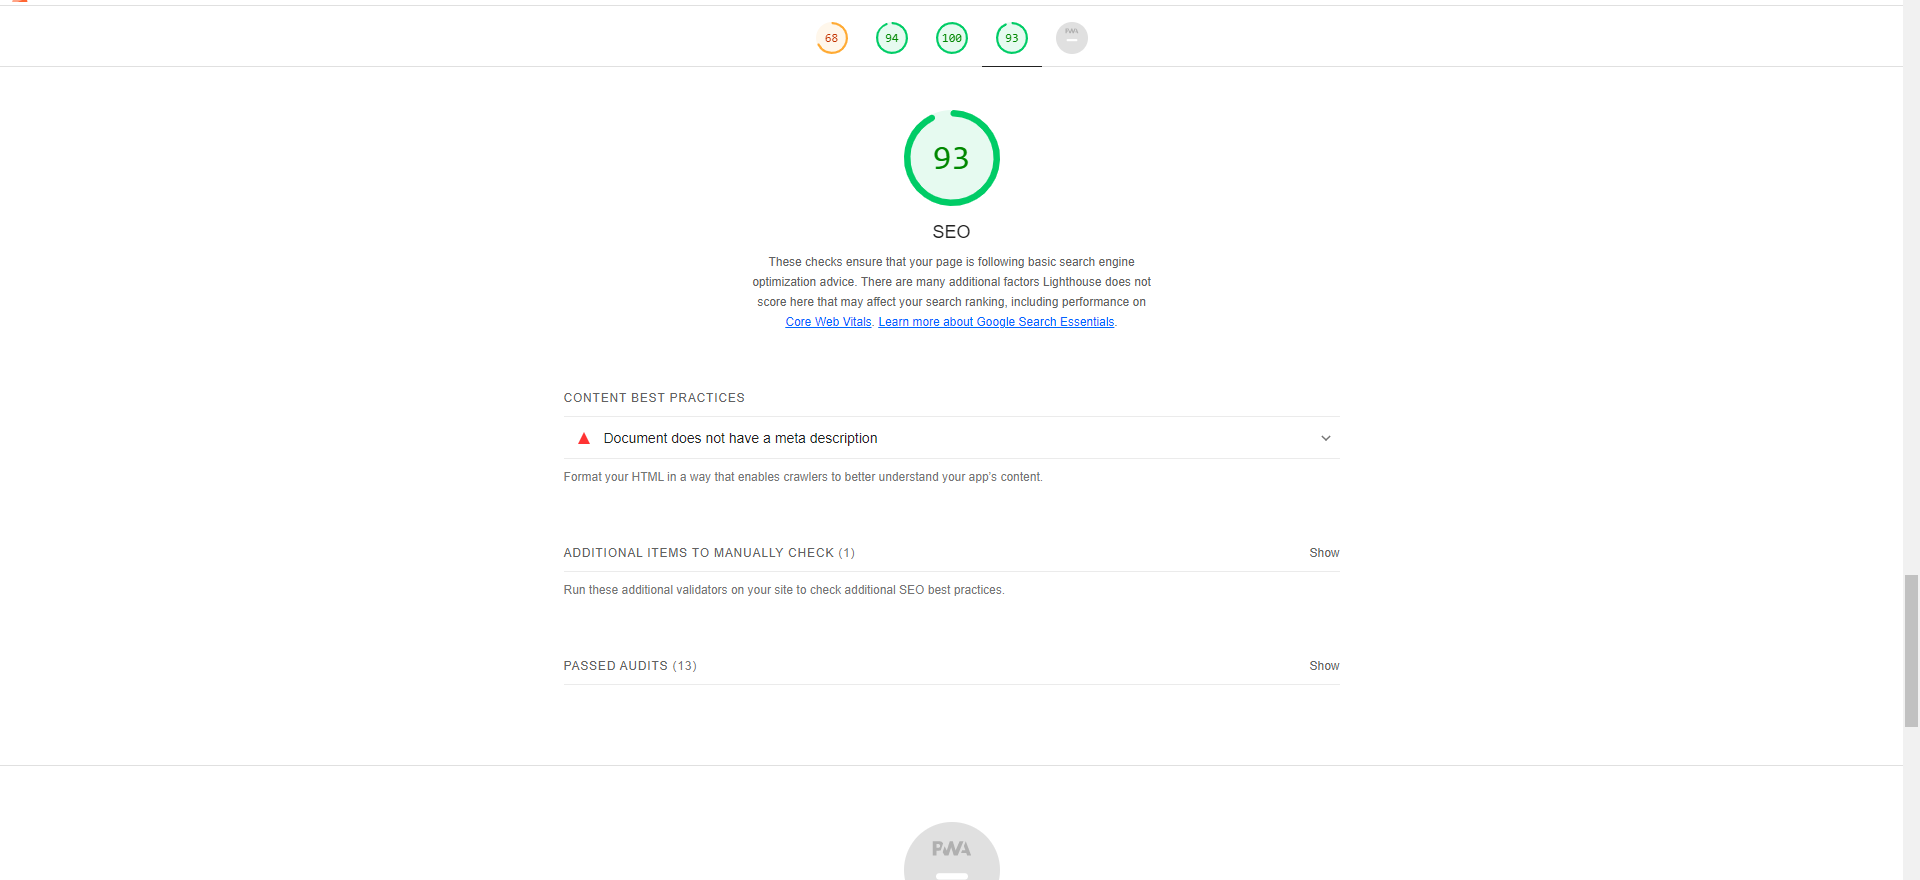 68
94
100
93
PWA
93
SEO
These checks ensure that your page is following basic search engine
optimization advice. There are many additional factors Lighthouse does not
score here that may affect your search ranking, including performance on
Core Web Vitals. Learn more about Google Search Essentials.
CONTENT BEST PRACTICES
Document does not have a meta description
Format your HTML in a way that enables crawlers to better understand your app’s content.
ADDITIONAL ITEMS TO MANUALLY CHECK (1)
Show
Run these additional validators on your site to check additional SEO best practices.
PASSED AUDITS (13)
Show
PWA